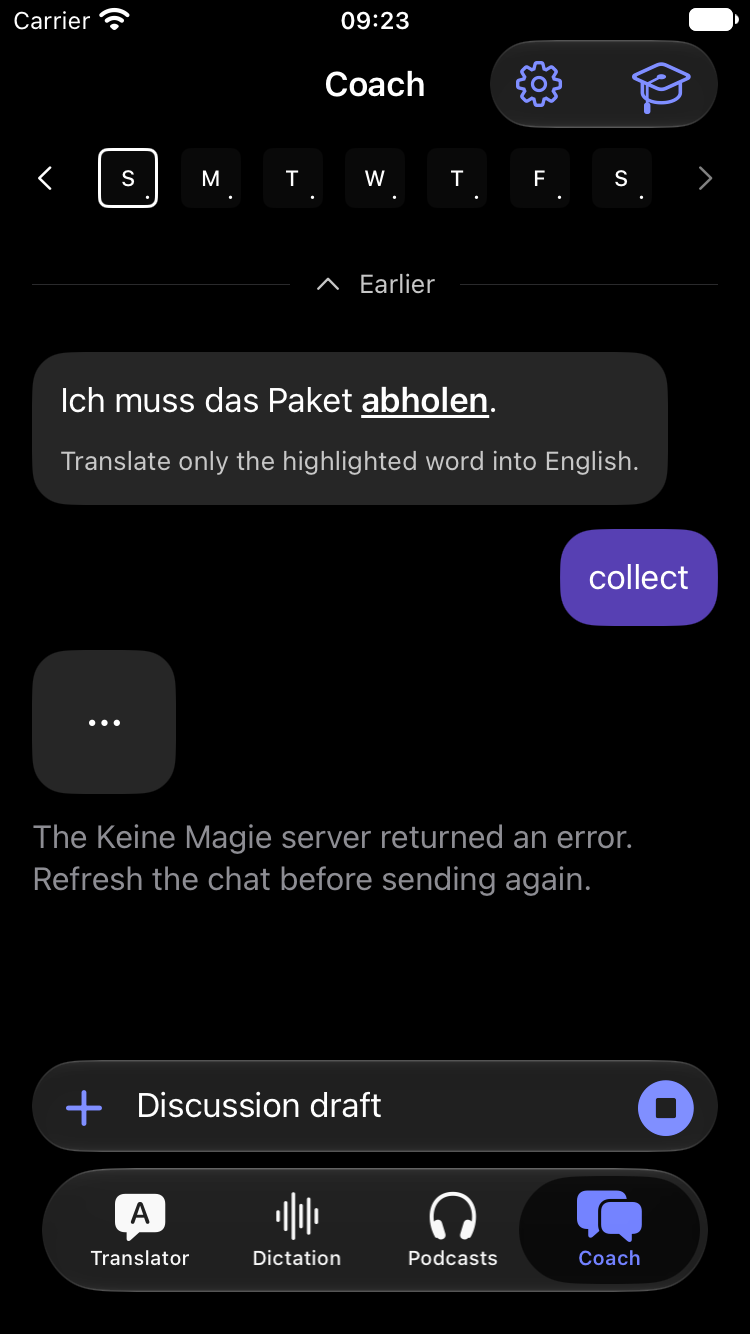 Carrier 09:23
Coach
S M T W T F S
Earlier
Ich muss das Paket abholen.
Translate only the highlighted word into English.
collect
...
The Keine Magie server returned an error.
Refresh the chat before sending again.
Discussion draft
A
Translator Dictation Podcasts Coach